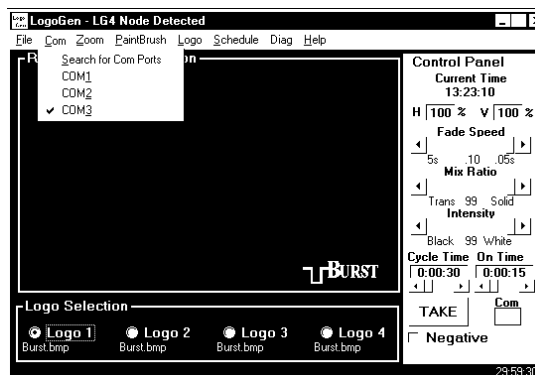 LogoGen - LG4 Node Detected
File Com Zoom PaintBrush Logo Schedule Diag Help
Search for Com Ports
COM1
COM2
COM3
BURST
Logo Selection
Logo 1 Logo 2 Logo 3 Logo 4
Burst.bmp Burst.bmp Burst.bmp Burst.bmp
Control Panel
Current Time
13:23:10
H 100 % V 100 %
Fade Speed
5s .10 .05s
Mix Ratio
Trans 99 Solid
Intensity
Black 99 White
Cycle Time On Time
0:00:30 0:00:15
TAKE Com
Negative
29:59:30